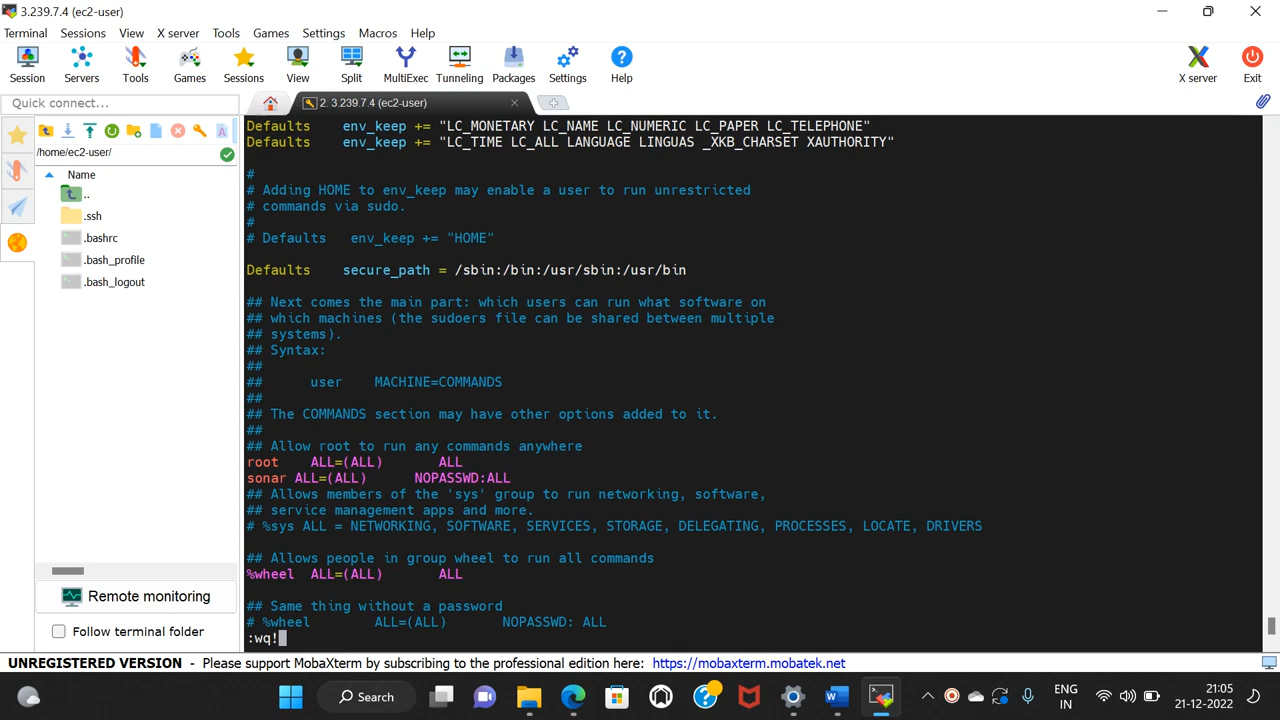 3.239.7.4 (ec2-user)
Terminal Sessions View X server Tools Games Settings Macros Help
Session Servers Tools Games Sessions View Split MultiExec Tunneling Packages Settings Help X server Exit
Quick connect...
2. 3.239.7.4 (ec2-user)
/home/ec2-user/
Name
..
.ssh
.bashrc
.bash_profile
.bash_logout
Remote monitoring
Follow terminal folder
Defaults    env_keep += "LC_MONETARY LC_NAME LC_NUMERIC LC_PAPER LC_TELEPHONE"
Defaults    env_keep += "LC_TIME LC_ALL LANGUAGE LINGUAS _XKB_CHARSET XAUTHORITY"
#
# Adding HOME to env_keep may enable a user to run unrestricted
# commands via sudo.
#
# Defaults   env_keep += "HOME"
Defaults    secure_path = /sbin:/bin:/usr/sbin:/usr/bin
## Next comes the main part: which users can run what software on
## which machines (the sudoers file can be shared between multiple
## systems).
## Syntax:
##
##      user    MACHINE=COMMANDS
##
## The COMMANDS section may have other options added to it.
##
## Allow root to run any commands anywhere
root    ALL=(ALL)       ALL
sonar ALL=(ALL)      NOPASSWD:ALL
## Allows members of the 'sys' group to run networking, software,
## service management apps and more.
# %sys ALL = NETWORKING, SOFTWARE, SERVICES, STORAGE, DELEGATING, PROCESSES, LOCATE, DRIVERS
## Allows people in group wheel to run all commands
%wheel  ALL=(ALL)       ALL
## Same thing without a password
# %wheel        ALL=(ALL)       NOPASSWD: ALL
:wq!
UNREGISTERED VERSION - Please support MobaXterm by subscribing to the professional edition here: https://mobaxterm.mobatek.net
Search
ENG
IN
21:05
21-12-2022